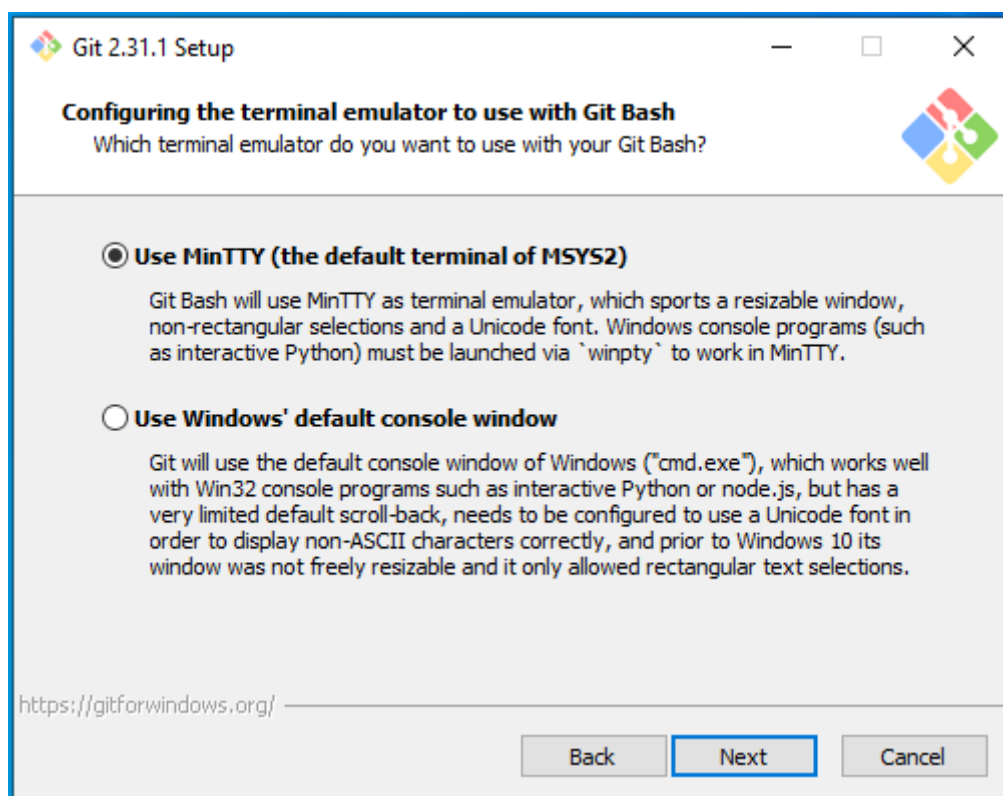 Git 2.31.1 Setup
Configuring the terminal emulator to use with Git Bash
Which terminal emulator do you want to use with your Git Bash?
Use MinTTY (the default terminal of MSYS2)
Git Bash will use MinTTY as terminal emulator, which sports a resizable window,
non-rectangular selections and a Unicode font. Windows console programs (such
as interactive Python) must be launched via `winpty` to work in MinTTY.
Use Windows' default console window
Git will use the default console window of Windows ("cmd.exe"), which works well
with Win32 console programs such as interactive Python or node.js, but has a
very limited default scroll-back, needs to be configured to use a Unicode font in
order to display non-ASCII characters correctly, and prior to Windows 10 its
window was not freely resizable and it only allowed rectangular text selections.
https://gitforwindows.org/
Back Next Cancel